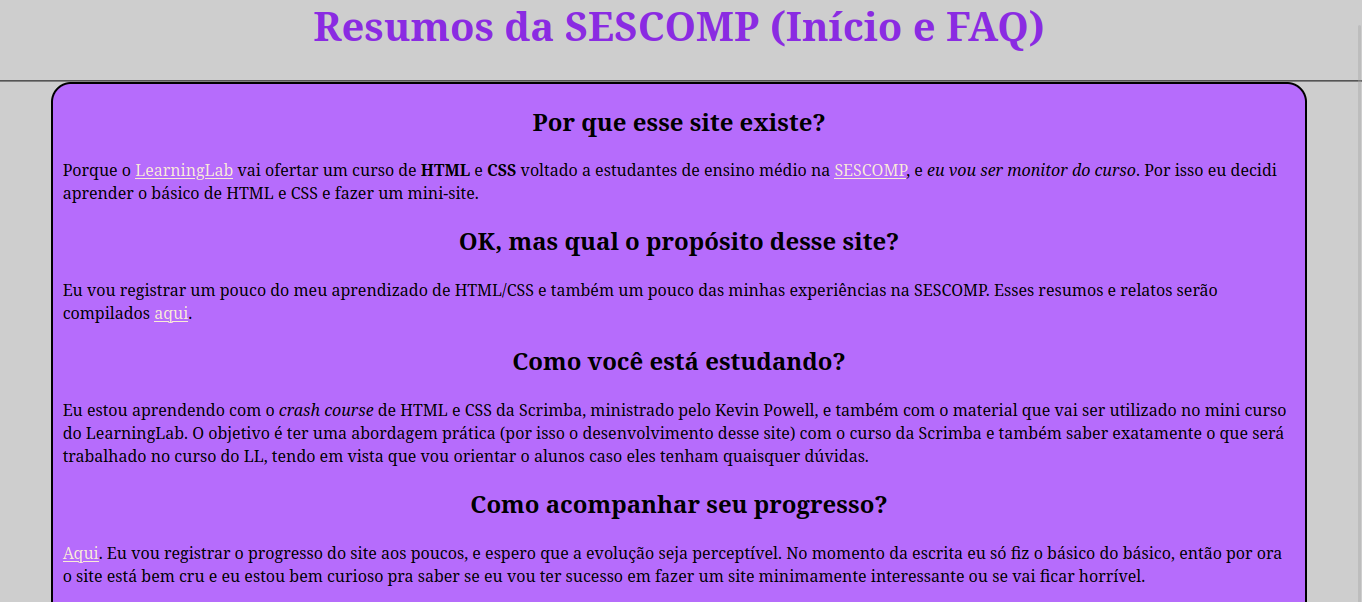 Resumos da SESCOMP (Início e FAQ)
Por que esse site existe?
Porque o LearningLab vai ofertar um curso de HTML e CSS voltado a estudantes de ensino médio na SESCOMP, e eu vou ser monitor do curso. Por isso eu decidi
aprender o básico de HTML e CSS e fazer um mini-site.
OK, mas qual o propósito desse site?
Eu vou registrar um pouco do meu aprendizado de HTML/CSS e também um pouco das minhas experiências na SESCOMP. Esses resumos e relatos serão
compilados aqui.
Como você está estudando?
Eu estou aprendendo com o crash course de HTML e CSS da Scrimba, ministrado pelo Kevin Powell, e também com o material que vai ser utilizado no mini curso
do LearningLab. O objetivo é ter uma abordagem prática (por isso o desenvolvimento desse site) com o curso da Scrimba e também saber exatamente o que será
trabalhado no curso do LL, tendo em vista que vou orientar o alunos caso eles tenham quaisquer dúvidas.
Como acompanhar seu progresso?
Aqui. Eu vou registrar o progresso do site aos poucos, e espero que a evolução seja perceptível. No momento da escrita eu só fiz o básico do básico, então por ora
o site está bem cru e eu estou bem curioso pra saber se eu vou ter sucesso em fazer um site minimamente interessante ou se vai ficar horrível.